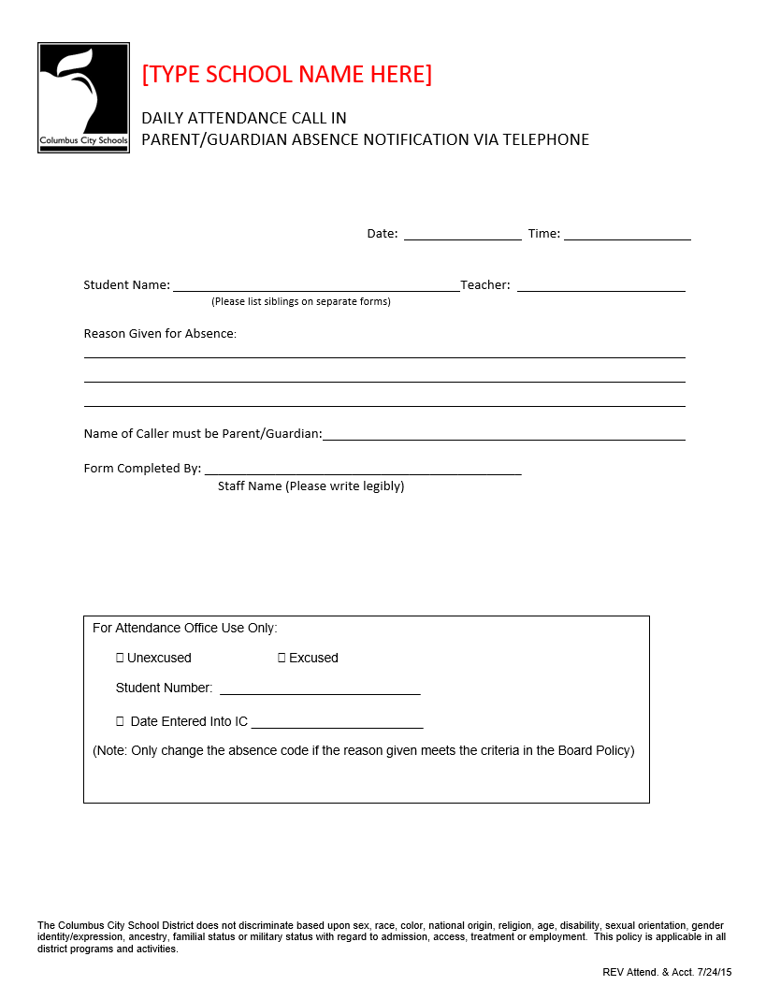 Columbus City Schools
[TYPE SCHOOL NAME HERE]
DAILY ATTENDANCE CALL IN
PARENT/GUARDIAN ABSENCE NOTIFICATION VIA TELEPHONE
Date: ________________ Time: ________________
Student Name: ________________________________________Teacher: ________________________
(Please list siblings on separate forms)
Reason Given for Absence:
Name of Caller must be Parent/Guardian:________________________________________
Form Completed By: ________________________________________
Staff Name (Please write legibly)
For Attendance Office Use Only:
☐ Unexcused ☐ Excused
Student Number: ____________________________
☐ Date Entered Into IC ________________________
(Note: Only change the absence code if the reason given meets the criteria in the Board Policy)
The Columbus City School District does not discriminate based upon sex, race, color, national origin, religion, age, disability, sexual orientation, gender
identity/expression, ancestry, familial status or military status with regard to admission, access, treatment or employment. This policy is applicable in all
district programs and activities.
REV Attend. & Acct. 7/24/15